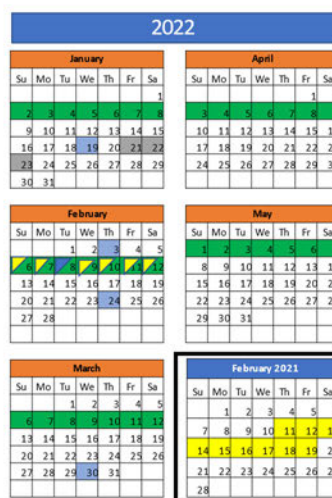 2022
January
Su Mo Tu We Th Fr Sa
1
2 3 4 5 6 7 8
9 10 11 12 13 14 15
16 17 18 19 20 21 22
23 24 25 26 27 28 29
30 31
April
Su Mo Tu We Th Fr Sa
1
3 4 5 6 7 8
10 11 12 13 14 15
17 18 19 20 21 22
24 25 26 27 28 29
February
Su Mo Tu We Th Fr Sa
1 2 3 4 5
6 7 8 9 10 11 12
13 14 15 16 17 18 19
20 21 22 23 24 25 26
27 28
May
Su Mo Tu We Th Fr Sa
1 2 3 4 5 6
8 9 10 11 12 13
15 16 17 18 19 20
22 23 24 25 26 27
29 30 31
March
Su Mo Tu We Th Fr Sa
1 2 3 4 5
6 7 8 9 10 11 12
13 14 15 16 17 18 19
20 21 22 23 24 25 26
27 28 29 30 31
February 2021
Su Mo Tu We Th Fr Sa
1 2 3 4 5
7 8 9 10 11 12
14 15 16 17 18 19
21 22 23 24 25 26
28